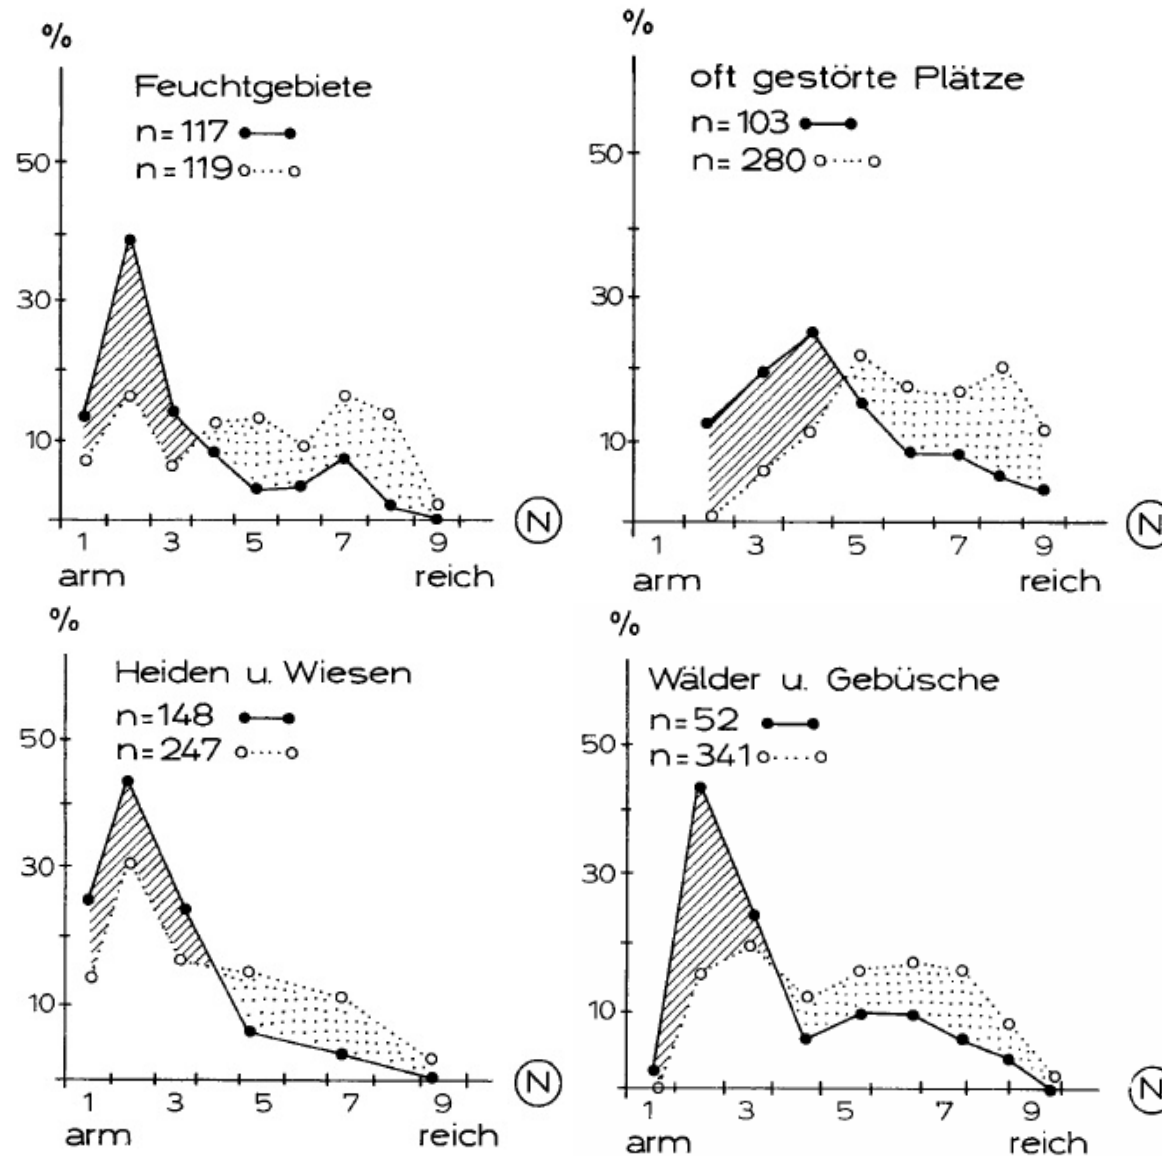 %
Feuchtgebiete
n=117
n=119
50
30
10
1 3 5 7 9
N
arm reich
%
oft gestörte Plätze
n=103
n=280
50
30
10
1 3 5 7 9
N
arm reich
%
Heiden u. Wiesen
n=148
n=247
50
30
10
1 3 5 7 9
N
arm reich
%
Wälder u. Gebüsche
n=52
n=341
50
30
10
1 3 5 7 9
N
arm reich